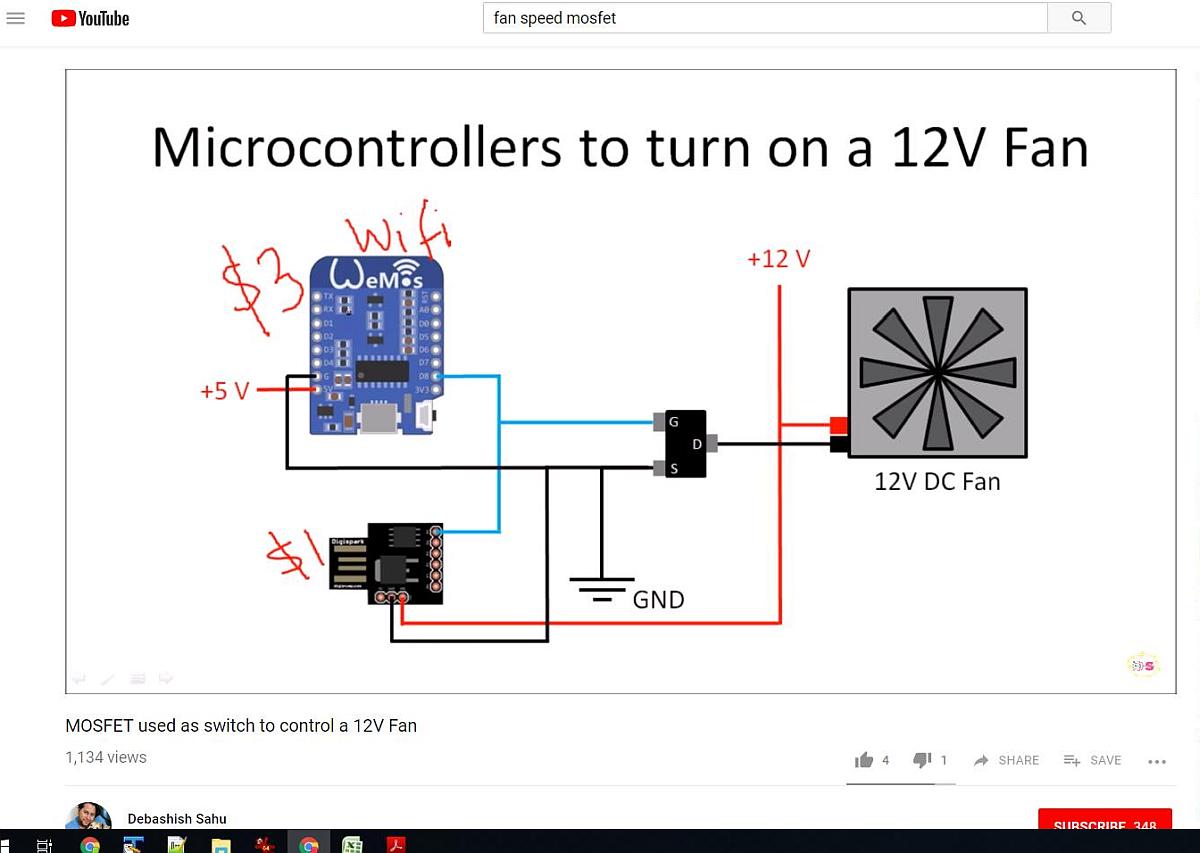 YouTube
fan speed mosfet
Microcontrollers to turn on a 12V Fan
Wifi
$3
WeMos
TX
RX
D1
D2
D3
D4
G
5V
RST
A0
D0
D5
D6
D7
D8
3V3
+5 V
+12 V
G
D
S
12V DC Fan
$1
Digispark
GND
DS
MOSFET used as switch to control a 12V Fan
1,134 views
4
1
SHARE
SAVE
Debashish Sahu
SUBSCRIBE 348